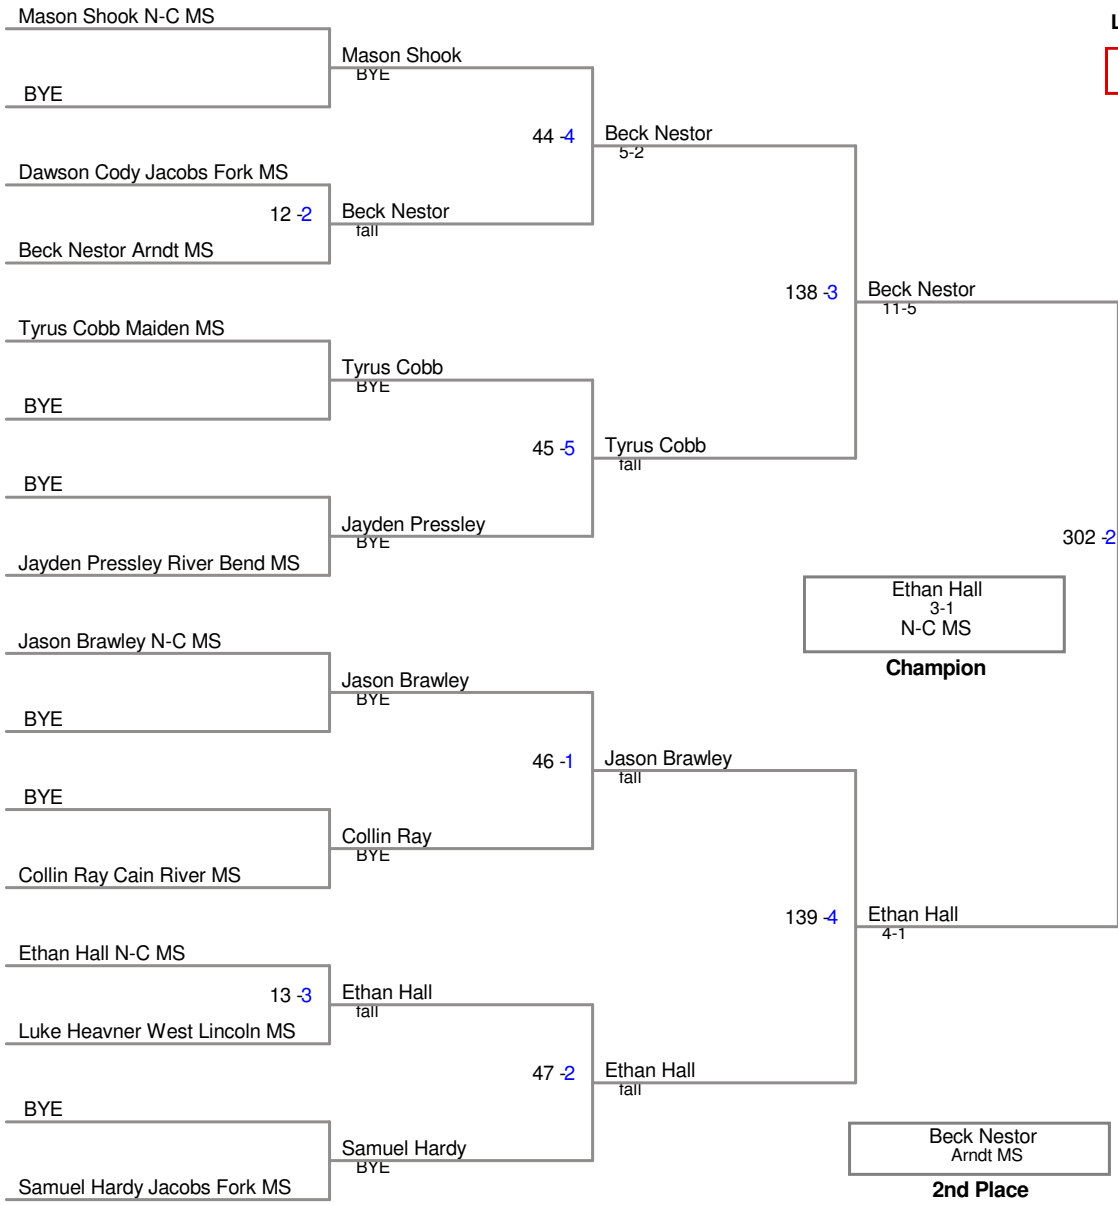 Mason Shook N-C MS
L
Mason Shook
BYE
BYE
44 -4
Beck Nestor
5-2
Dawson Cody Jacobs Fork MS
12 -2
Beck Nestor
fall
Beck Nestor Arndt MS
138 -3
Beck Nestor
11-5
Tyrus Cobb Maiden MS
Tyrus Cobb
BYE
BYE
45 -5
Tyrus Cobb
fall
BYE
Jayden Pressley
BYE
Jayden Pressley River Bend MS
302 -2
Ethan Hall
3-1
N-C MS
Champion
Jason Brawley N-C MS
Jason Brawley
BYE
BYE
46 -1
Jason Brawley
fall
BYE
Collin Ray
BYE
Collin Ray Cain River MS
139 -4
Ethan Hall
4-1
Ethan Hall N-C MS
13 -3
Ethan Hall
fall
Luke Heavner West Lincoln MS
47 -2
Ethan Hall
fall
BYE
Samuel Hardy
BYE
Samuel Hardy Jacobs Fork MS
Beck Nestor
Arndt MS
2nd Place